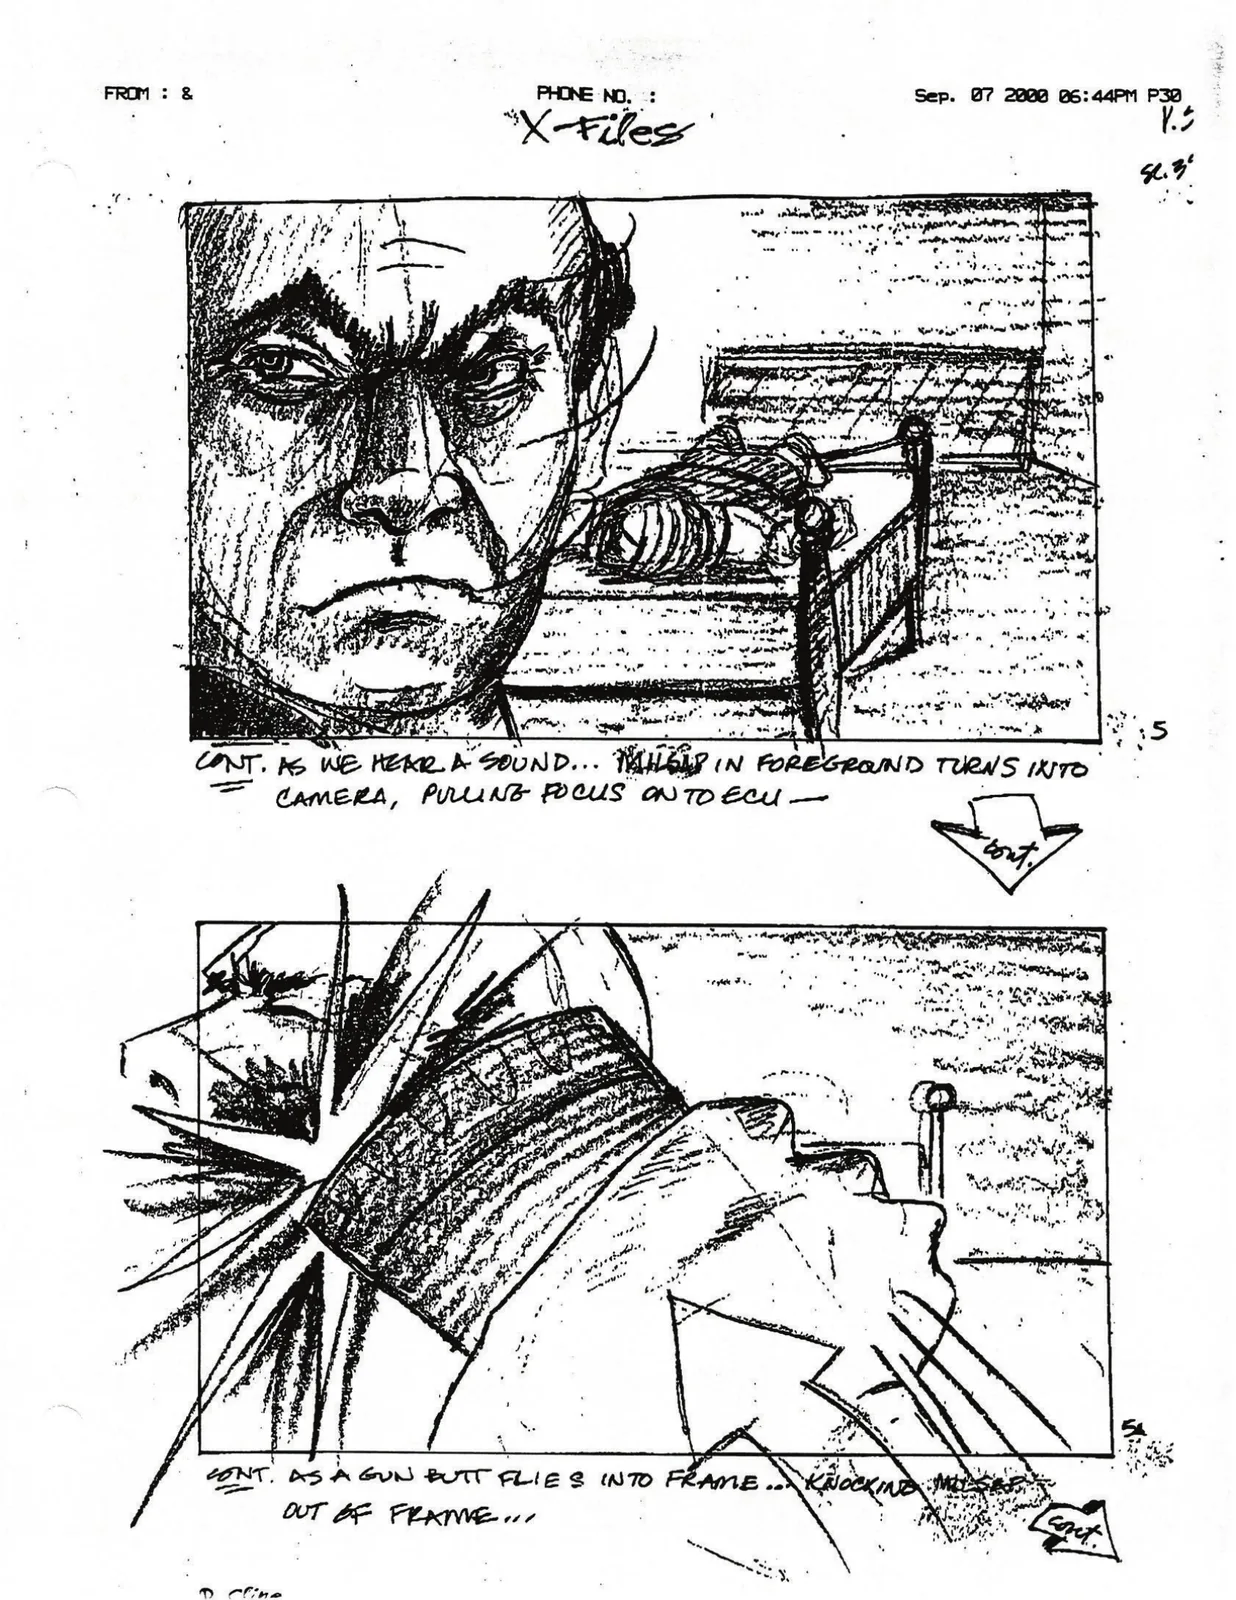 FROM : &
PHONE NO. :
Sep. 07 2000 06:44PM P30
"X-Files"
SC. 3
5
CONT. AS WE HEAR A SOUND... IN FOREGROUND TURNS INTO
CAMERA, PULLING FOCUS ONTO ECU —
CONT.
5A
CONT. AS A GUN BUTT FLIES INTO FRAME... KNOCKING
OUT OF FRAME...
CONT.
D. Cline